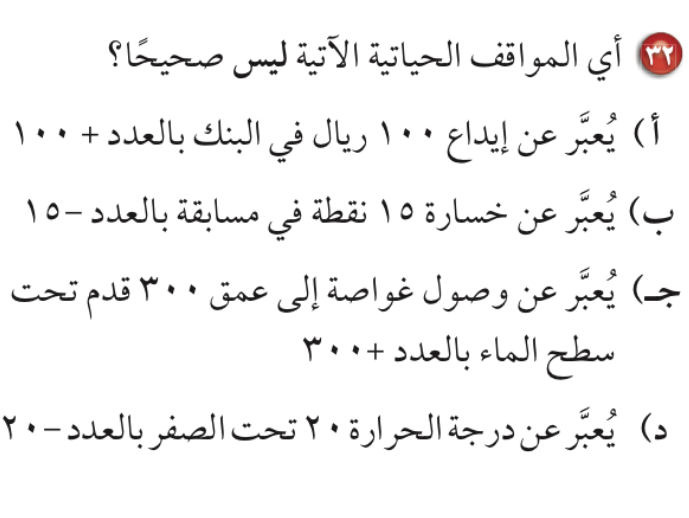 ٣٢ أي المواقف الحياتية الآتية ليس صحيحًا؟
أ) يُعبَّر عن إيداع ١٠٠ ريال في البنك بالعدد + ١٠٠
ب) يُعبَّر عن خسارة ١٥ نقطة في مسابقة بالعدد –١٥
جـ) يُعبَّر عن وصول غواصة إلى عمق ٣٠٠ قدم تحت
سطح الماء بالعدد +٣٠٠
د) يُعبَّر عن درجة الحرارة ٢٠ تحت الصفر بالعدد –٢٠